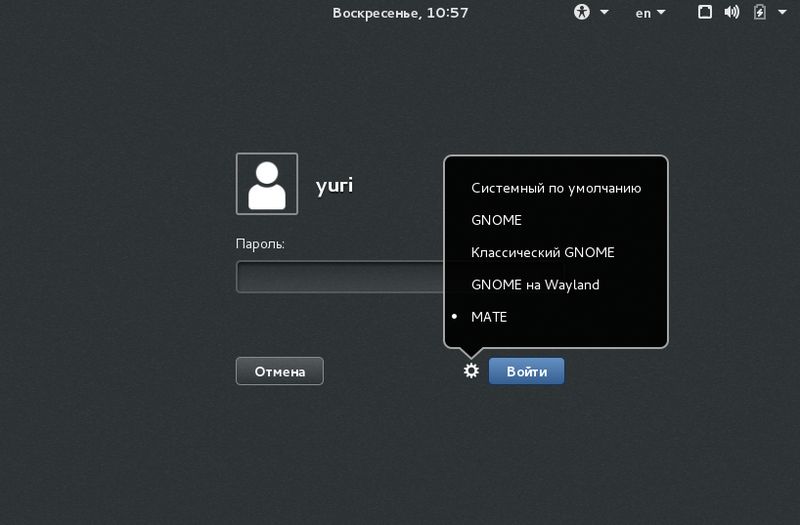 Воскресенье, 10:57
en
yuri
Пароль:
Системный по умолчанию
GNOME
Классический GNOME
GNOME на Wayland
MATE
Отмена
Войти